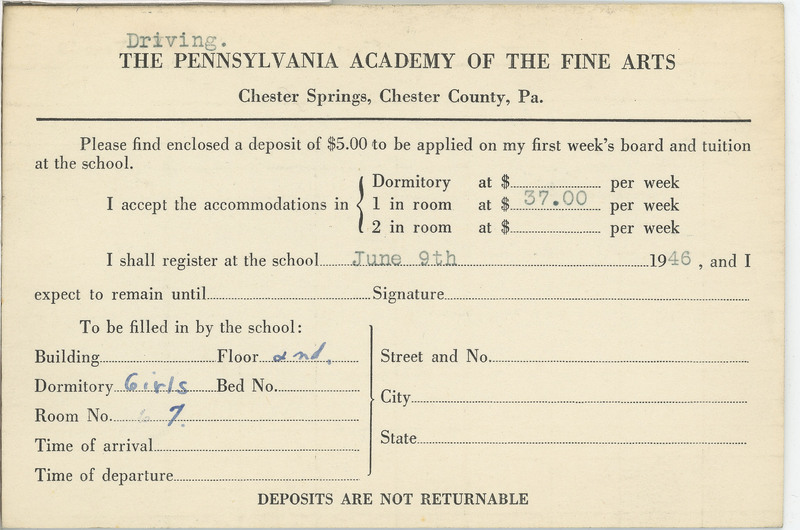 Driving.
THE PENNSYLVANIA ACADEMY OF THE FINE ARTS
Chester Springs, Chester County, Pa.
Please find enclosed a deposit of $5.00 to be applied on my first week's board and tuition
at the school.
Dormitory at $ per week
I accept the accommodations in { 1 in room at $ 37.00 per week
2 in room at $ per week
I shall register at the school June 9th 1946, and I
expect to remain until Signature
To be filled in by the school:
Building Floor 2nd.
Street and No.
Dormitory Girls Bed No.
City
Room No. 7.
State
Time of arrival
Time of departure
DEPOSITS ARE NOT RETURNABLE